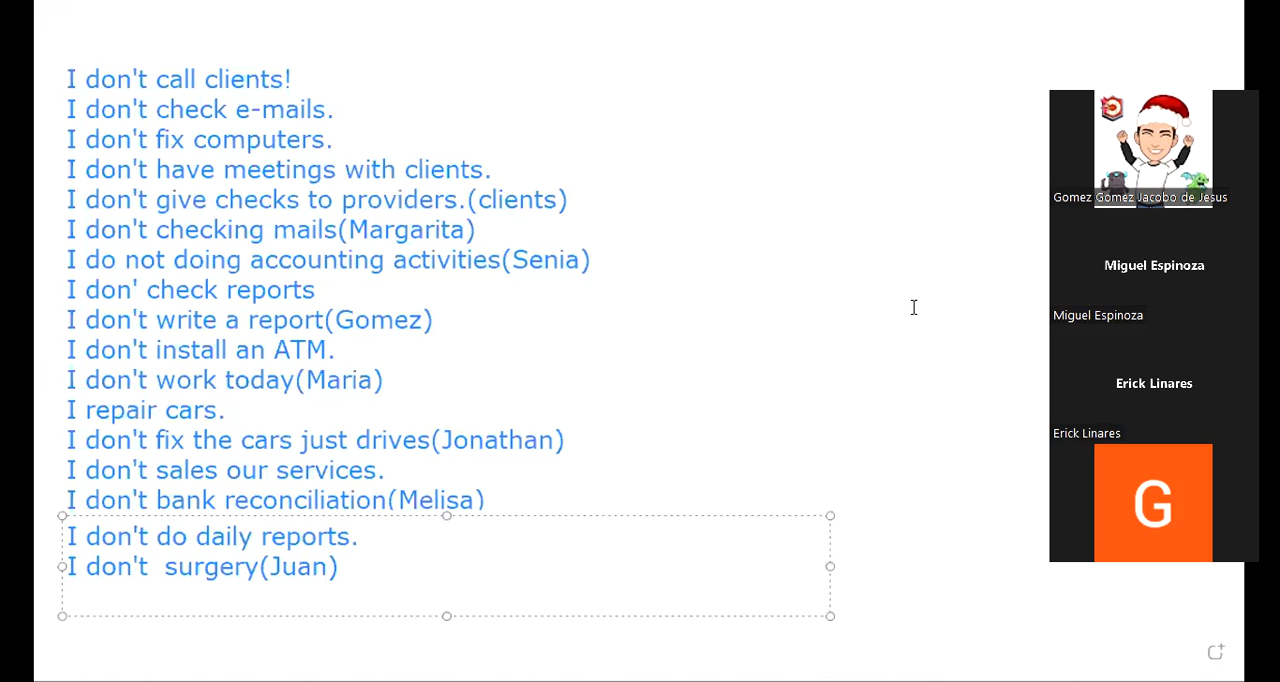 I don't call clients!
I don't check e-mails.
I don't fix computers.
I don't have meetings with clients.
I don't give checks to providers.(clients)
I don't checking mails(Margarita)
I do not doing accounting activities(Senia)
I don' check reports
I don't write a report(Gomez)
I don't install an ATM.
I don't work today(Maria)
I repair cars.
I don't fix the cars just drives(Jonathan)
I don't sales our services.
I don't bank reconciliation(Melisa)
I don't do daily reports.
I don't  surgery(Juan)
Gomez Gomez Jacobo de Jesus
Miguel Espinoza
Miguel Espinoza
Erick Linares
Erick Linares
G